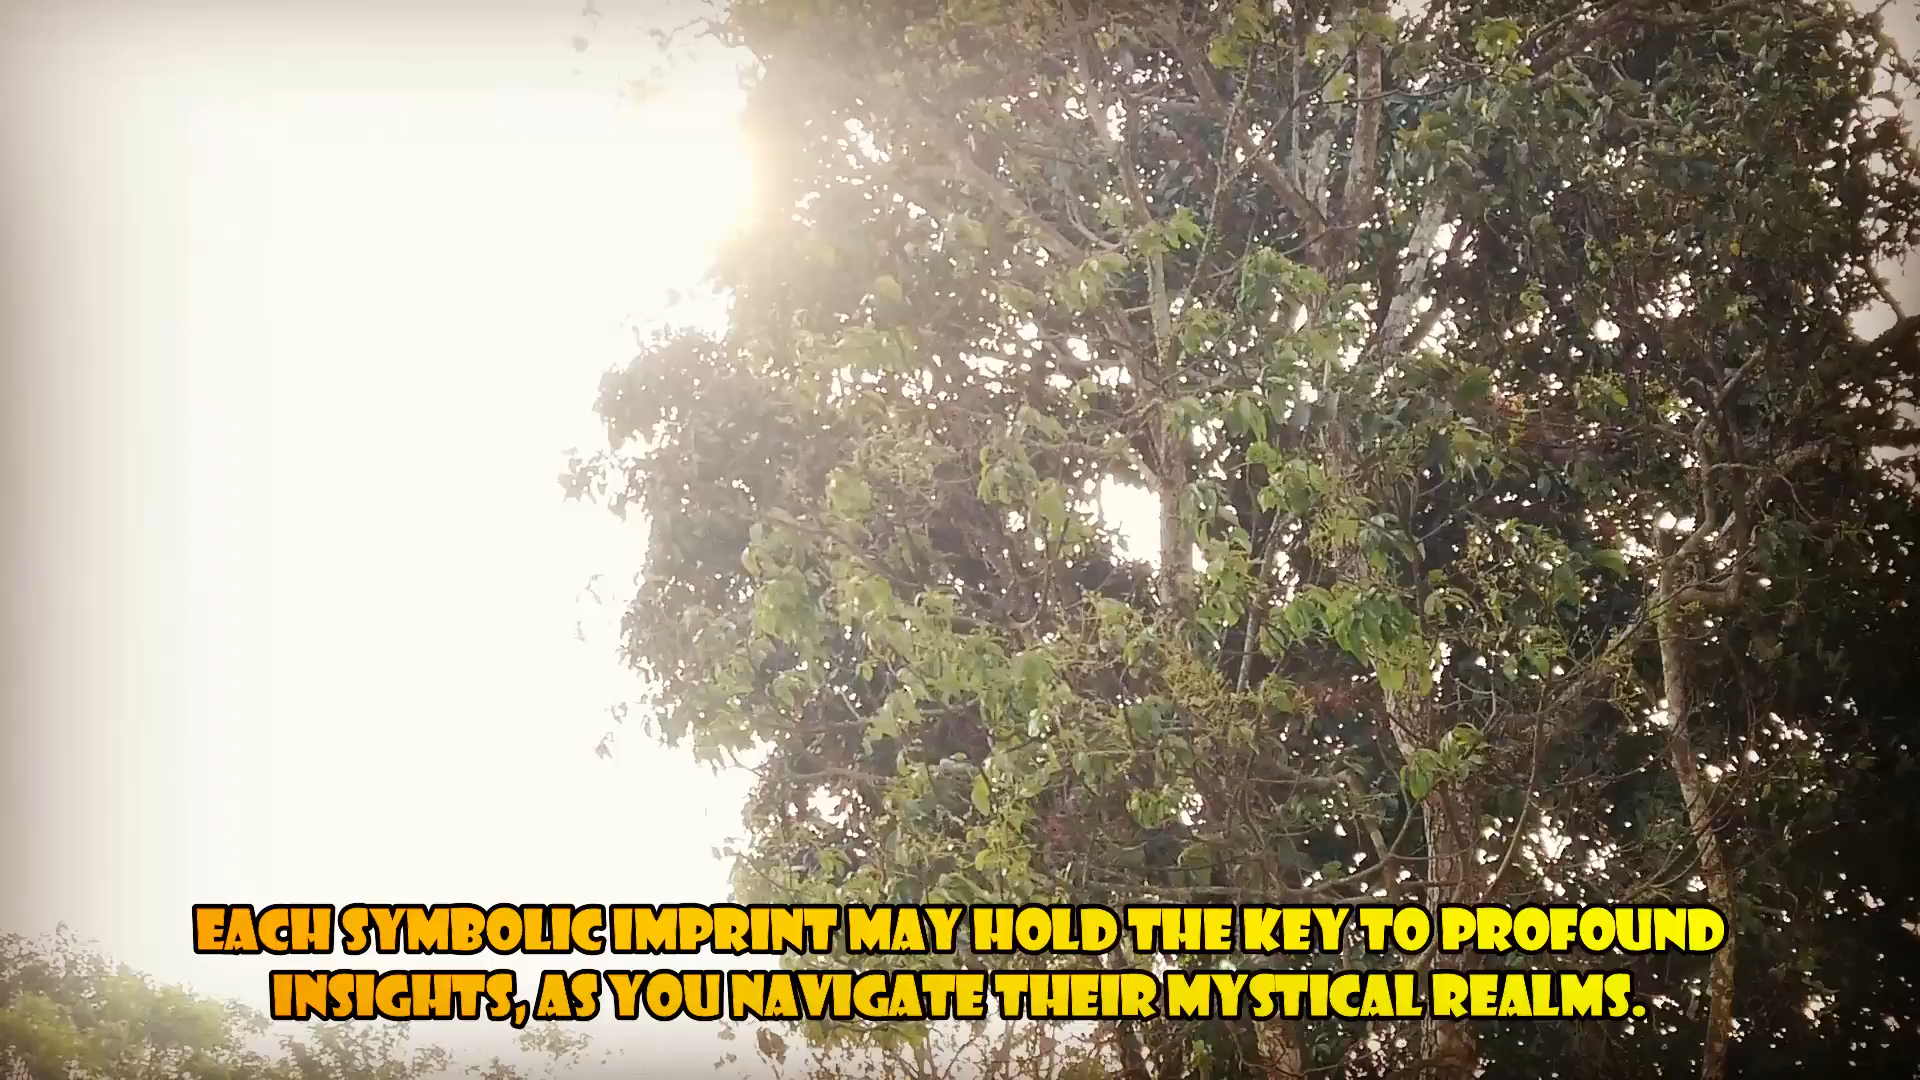 EACH SYMBOLIC IMPRINT MAY HOLD THE KEY TO PROFOUND
INSIGHTS, AS YOU NAVIGATE THEIR MYSTICAL REALMS.